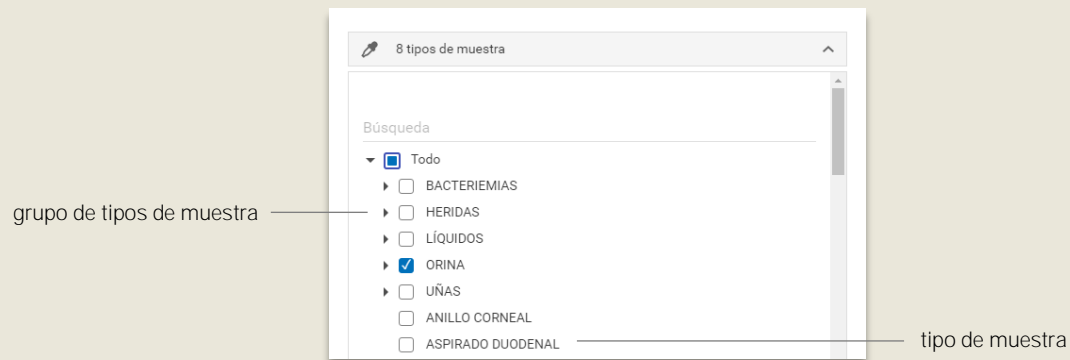 8 tipos de muestra
Búsqueda
Todo
BACTERIEMIAS
grupo de tipos de muestra
HERIDAS
LÍQUIDOS
ORINA
UÑAS
ANILLO CORNEAL
ASPIRADO DUODENAL
tipo de muestra